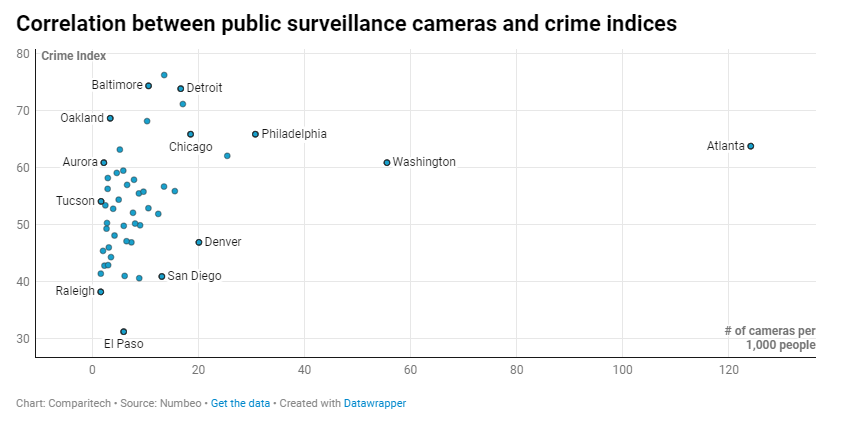 Correlation between public surveillance cameras and crime indices
80
Crime Index
Baltimore
Detroit
70
Oakland
Philadelphia
Chicago
Atlanta
Aurora
Washington
60
Tucson
50
Denver
San Diego
40
Raleigh
# of cameras per
1,000 people
30
El Paso
0 20 40 60 80 100 120
Chart: Comparitech • Source: Numbeo • Get the data • Created with Datawrapper